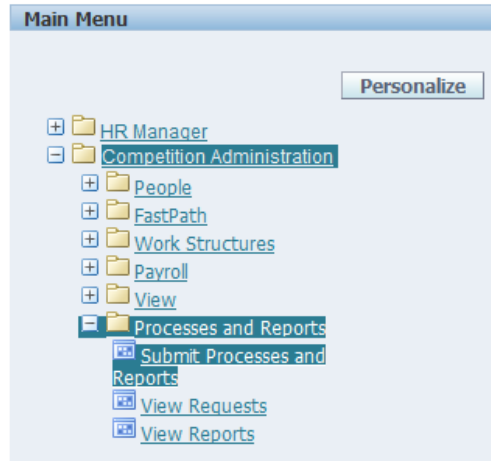 Main Menu
Personalize
HR Manager
Competition Administration
People
FastPath
Work Structures
Payroll
View
Processes and Reports
Submit Processes and
Reports
View Requests
View Reports